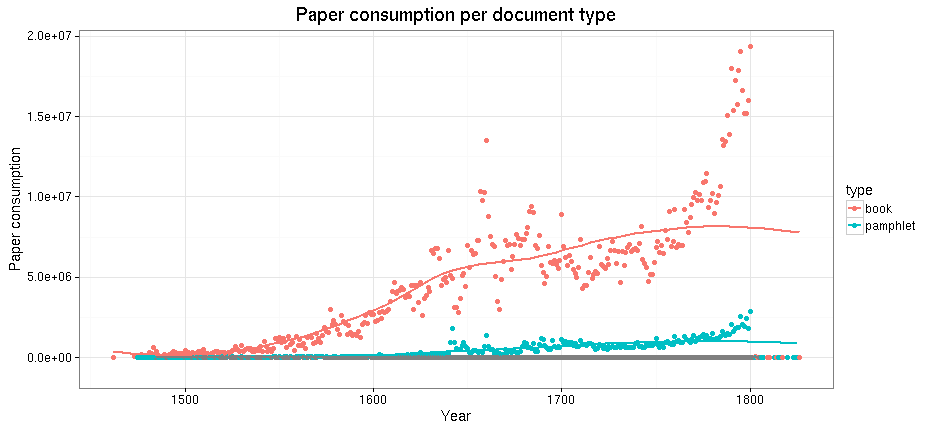 Paper consumption per document type
2.0e+07
1.5e+07
1.0e+07
5.0e+06
0.0e+00
Paper consumption
1500
1600
1700
1800
Year
type
book
pamphlet